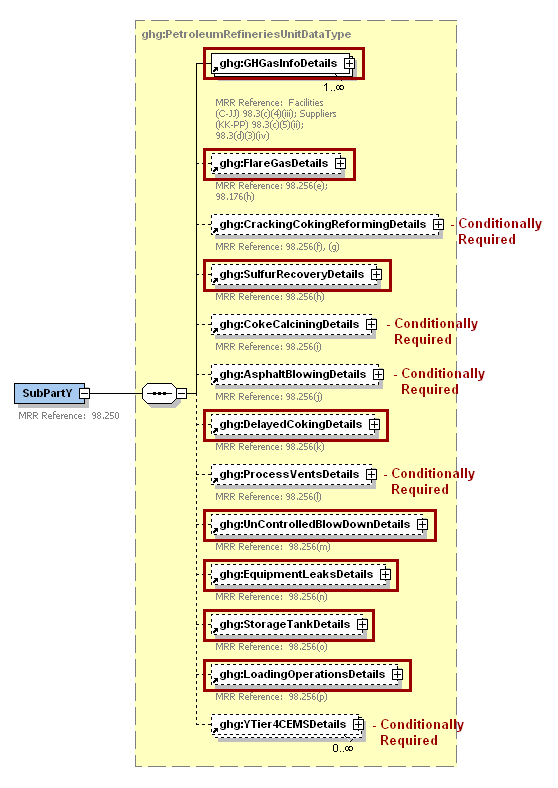 ghg:PetroleumRefineriesUnitDataType
ghg:GHGasInfoDetails
1..∞
MRR Reference:  Facilities
(C-JJ) 98.3(c)(4)(iii); Suppliers
(KK-PP) 98.3(c)(5)(ii);
98.3(d)(3)(iv)
ghg:FlareGasDetails
MRR Reference:  98.256(e);
98.176(h)
ghg:CrackingCokingReformingDetails
- Conditionally
Required
MRR Reference:  98.256(f), (g)
ghg:SulfurRecoveryDetails
MRR Reference:  98.256(h)
ghg:CokeCalciningDetails
- Conditionally
Required
MRR Reference:  98.256(i)
ghg:AsphaltBlowingDetails
- Conditionally
Required
MRR Reference:  98.256(j)
SubPartY
MRR Reference:  98.250
ghg:DelayedCokingDetails
MRR Reference:  98.256(k)
ghg:ProcessVentsDetails
- Conditionally
Required
MRR Reference:  98.256(l)
ghg:UnControlledBlowDownDetails
MRR Reference:  98.256(m)
ghg:EquipmentLeaksDetails
MRR Reference:  98.256(n)
ghg:StorageTankDetails
MRR Reference:  98.256(o)
ghg:LoadingOperationsDetails
MRR Reference:  98.256(p)
ghg:YTier4CEMSDetails
- Conditionally
Required
0..∞